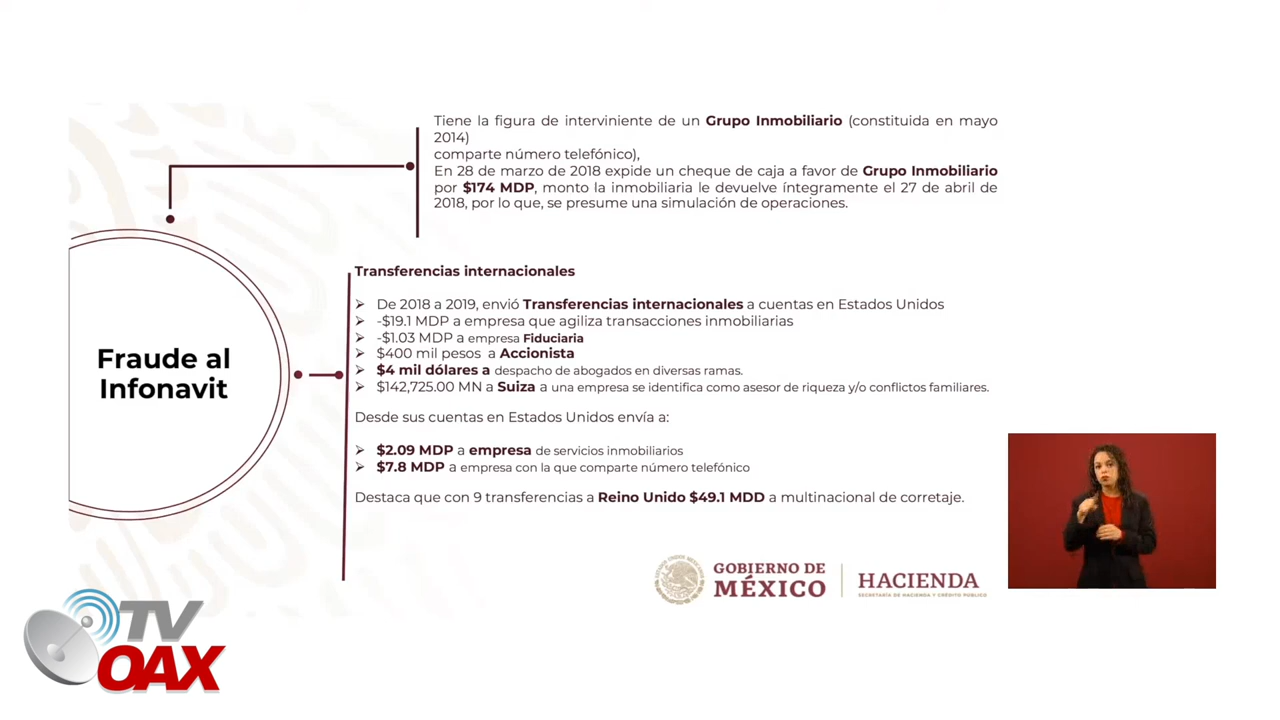 Tiene la figura de interviniente de un Grupo Inmobiliario (constituida en mayo
2014)
comparte número telefónico),
En 28 de marzo de 2018 expide un cheque de caja a favor de Grupo Inmobiliario
por $174 MDP, monto la inmobiliaria le devuelve íntegramente el 27 de abril de
2018, por lo que, se presume una simulación de operaciones.
Fraude al
Infonavit
Transferencias internacionales
De 2018 a 2019, envió Transferencias internacionales a cuentas en Estados Unidos
-$19.1 MDP a empresa que agiliza transacciones inmobiliarias
-$1.03 MDP a empresa Fiduciaria
$400 mil pesos a Accionista
$4 mil dólares a despacho de abogados en diversas ramas.
$142,725.00 MN a Suiza a una empresa se identifica como asesor de riqueza y/o conflictos familiares.
Desde sus cuentas en Estados Unidos envía a:
$2.09 MDP a empresa de servicios inmobiliarios
$7.8 MDP a empresa con la que comparte número telefónico
Destaca que con 9 transferencias a Reino Unido $49.1 MDD a multinacional de corretaje.
GOBIERNO DE
MÉXICO
HACIENDA
SECRETARÍA DE HACIENDA Y CRÉDITO PÚBLICO
TV
OAX